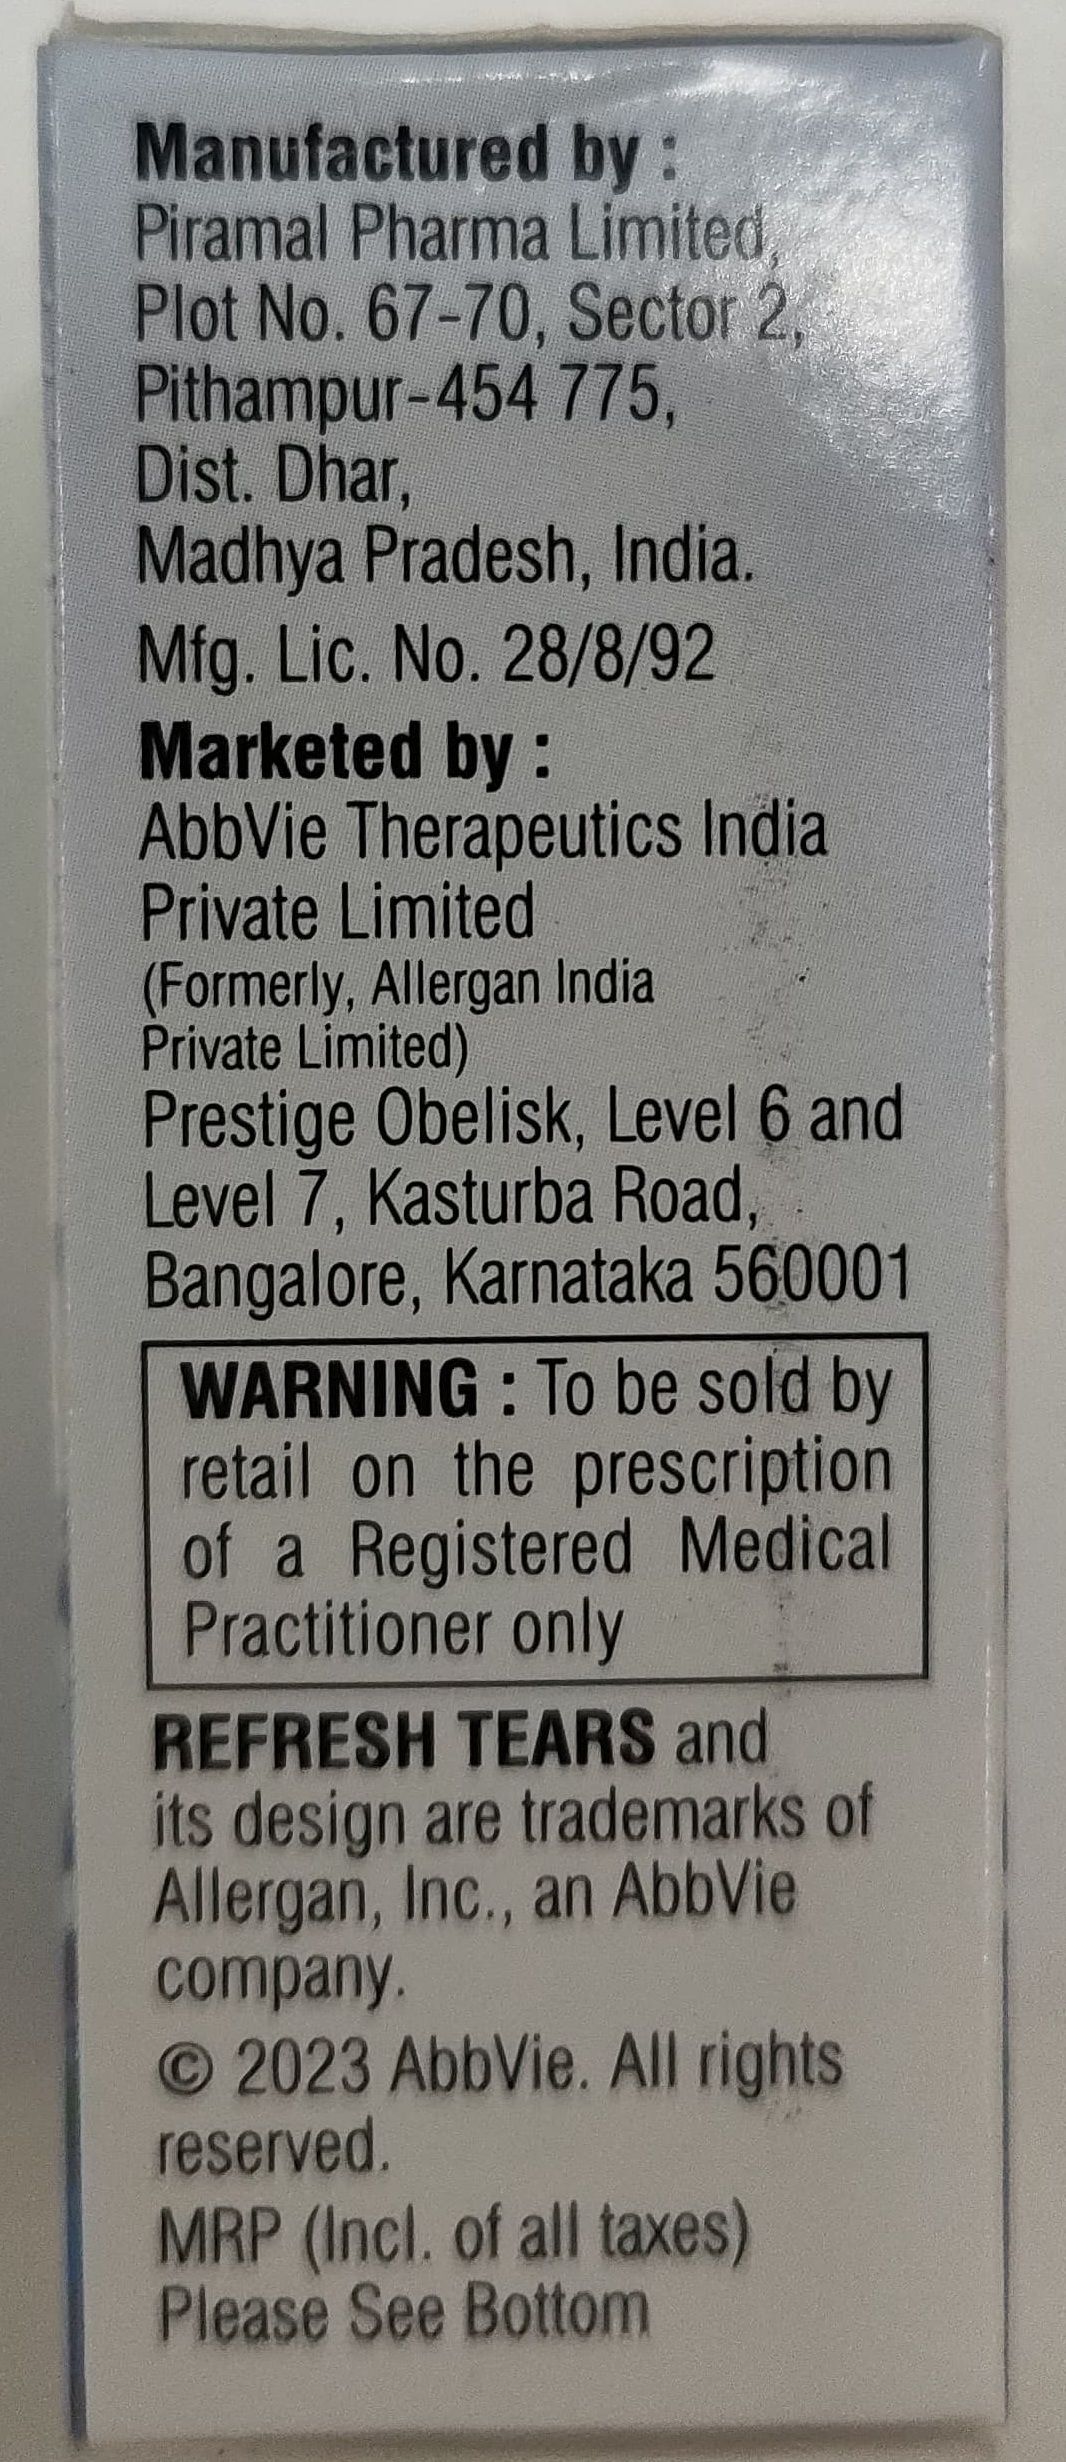 Manufactured by :
Piramal Pharma Limited,
Plot No. 67-70, Sector 2,
Pithampur-454 775,
Dist. Dhar,
Madhya Pradesh, India.
Mfg. Lic. No. 28/8/92
Marketed by :
AbbVie Therapeutics India
Private Limited
(Formerly, Allergan India
Private Limited)
Prestige Obelisk, Level 6 and
Level 7, Kasturba Road,
Bangalore, Karnataka 560001
WARNING : To be sold by
retail on the prescription
of a Registered Medical
Practitioner only
REFRESH TEARS and
its design are trademarks of
Allergan, Inc., an AbbVie
company.
© 2023 AbbVie. All rights
reserved.
MRP (Incl. of all taxes)
Please See Bottom